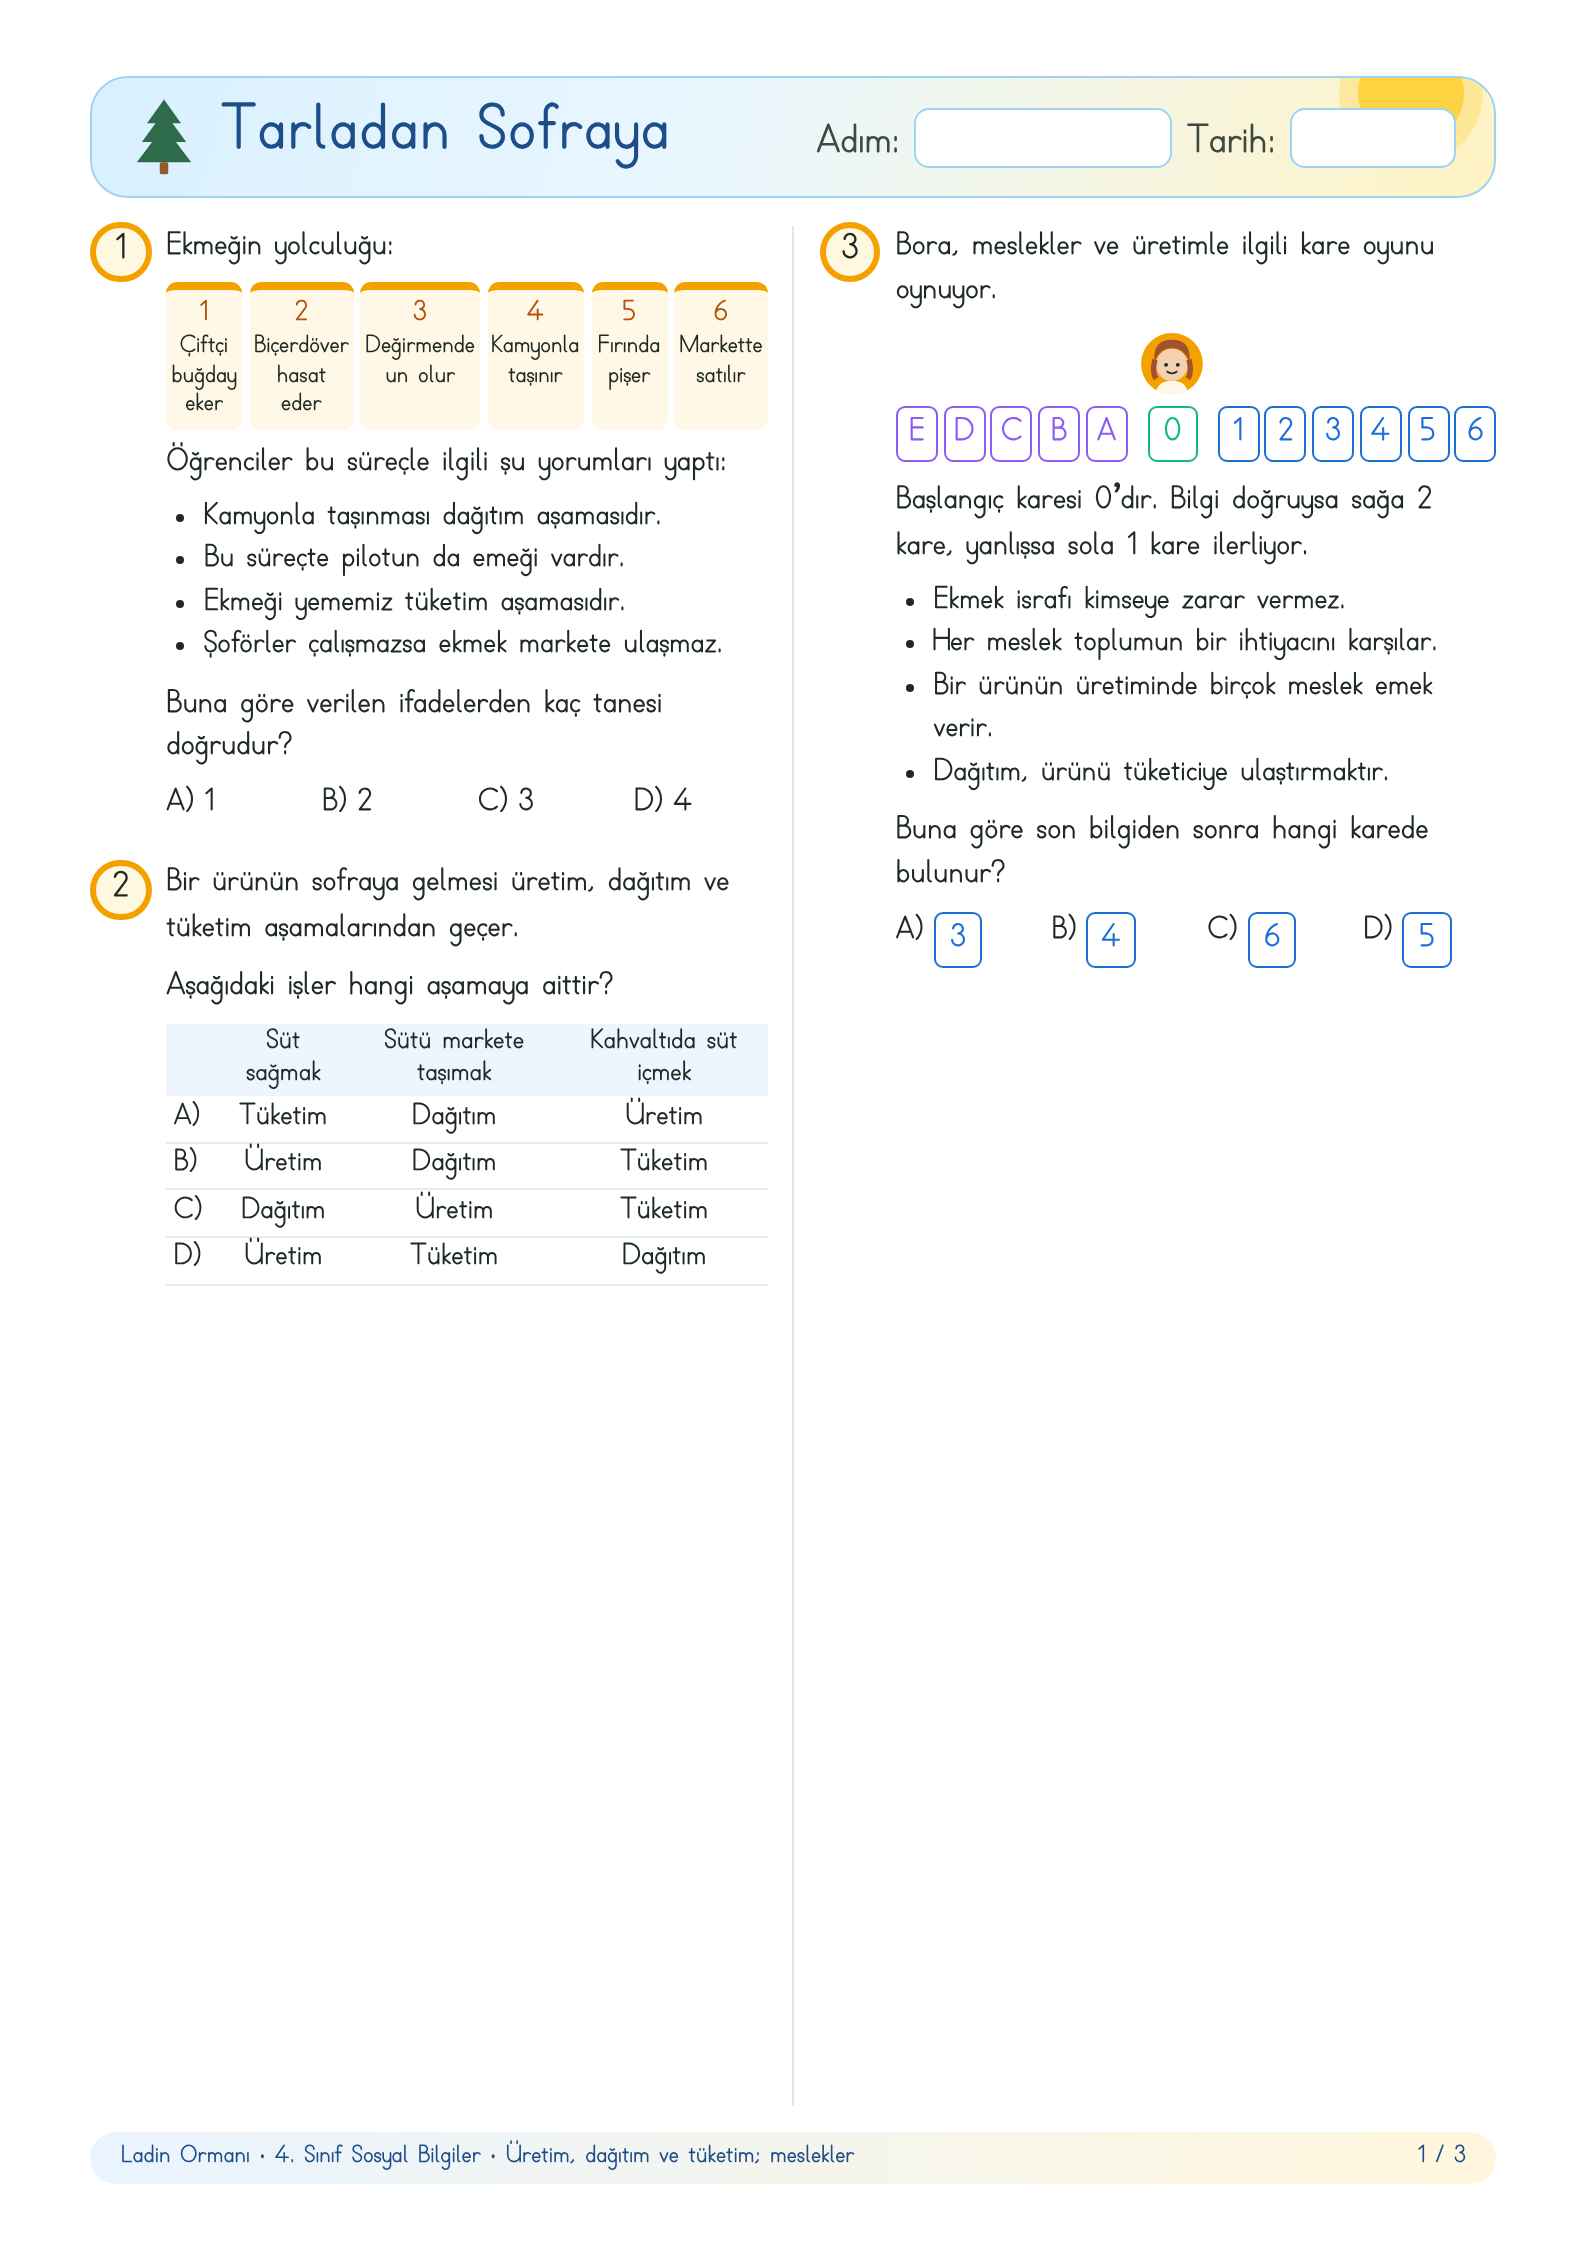 Tarladan Sofraya
Adım:
Tarih:
1
Ekmeğin yolculuğu:
1 2 3 4 5 6
Çiftçi Biçerdöver Değirmende Kamyonla Fırında Markette
buğday hasat un olur taşınır pişer satılır
eker eder
Öğrenciler bu süreçle ilgili şu yorumları yaptı:
• Kamyonla taşınması dağıtım aşamasıdır.
• Bu süreçte pilotun da emeği vardır.
• Ekmeği yememiz tüketim aşamasıdır.
• Şoförler çalışmazsa ekmek markete ulaşmaz.
Buna göre verilen ifadelerden kaç tanesi
doğrudur?
A) 1 B) 2 C) 3 D) 4
2
Bir ürünün sofraya gelmesi üretim, dağıtım ve
tüketim aşamalarından geçer.
Aşağıdaki işler hangi aşamaya aittir?
Süt Sütü markete Kahvaltıda süt
sağmak taşımak içmek
A) Tüketim Dağıtım Üretim
B) Üretim Dağıtım Tüketim
C) Dağıtım Üretim Tüketim
D) Üretim Tüketim Dağıtım
3
Bora, meslekler ve üretimle ilgili kare oyunu
oynuyor.
E D C B A 0 1 2 3 4 5 6
Başlangıç karesi 0’dır. Bilgi doğruysa sağa 2
kare, yanlışsa sola 1 kare ilerliyor.
• Ekmek israfı kimseye zarar vermez.
• Her meslek toplumun bir ihtiyacını karşılar.
• Bir ürünün üretiminde birçok meslek emek
verir.
• Dağıtım, ürünü tüketiciye ulaştırmaktır.
Buna göre son bilgiden sonra hangi karede
bulunur?
A) 3 B) 4 C) 6 D) 5
Ladin Ormanı • 4. Sınıf Sosyal Bilgiler • Üretim, dağıtım ve tüketim; meslekler
1 / 3